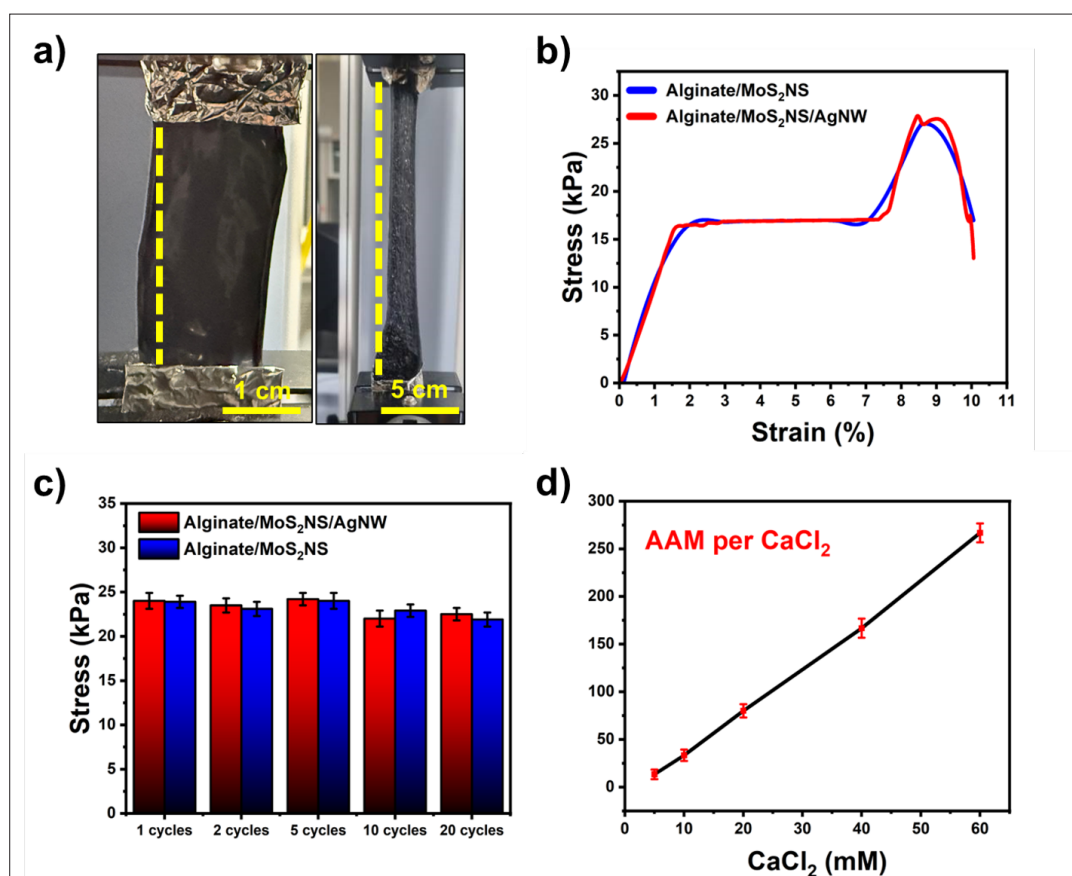 a)
1 cm
5 cm
b)
Alginate/MoS₂NS
Alginate/MoS₂NS/AgNW
30
25
20
15
10
5
0
Stress (kPa)
0 1 2 3 4 5 6 7 8 9 10 11
Strain (%)
c)
Alginate/MoS₂NS/AgNW
Alginate/MoS₂NS
35
30
25
20
15
10
5
0
Stress (kPa)
1 cycles 2 cycles 5 cycles 10 cycles 20 cycles
d)
AAM per CaCl₂
300
250
200
150
100
50
0
0 10 20 30 40 50 60
CaCl₂ (mM)